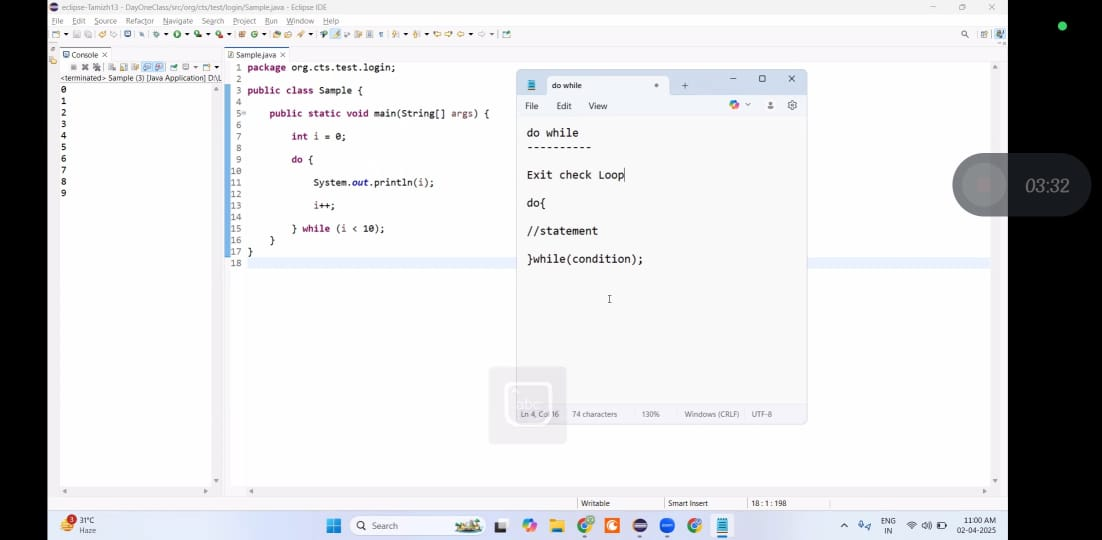 eclipse-Tamizh13 - DayOneClass/src/org/cts/test/login/Sample.java - Eclipse IDE
File Edit Source Refactor Navigate Search Project Run Window Help
Console
Sample.java
<terminated> Sample (3) [Java Application] D:\L
0
1
2
3
4
5
6
7
8
9
1 package org.cts.test.login;
2
3 public class Sample {
4
5 public static void main(String[] args) {
6
7 int i = 0;
8
9 do {
10
11 System.out.println(i);
12
13 i++;
14
15 } while (i < 10);
16 }
17 }
18
do while
File Edit View
do while
----------
Exit check Loop
do{
//statement
}while(condition);
abc
Ln 4, Col 16 74 characters 130% Windows (CRLF) UTF-8
03:32
Writable Smart Insert 18 : 1 : 198
3
31°C
Haze
Search
ENG
IN
11:00 AM
02-04-2025